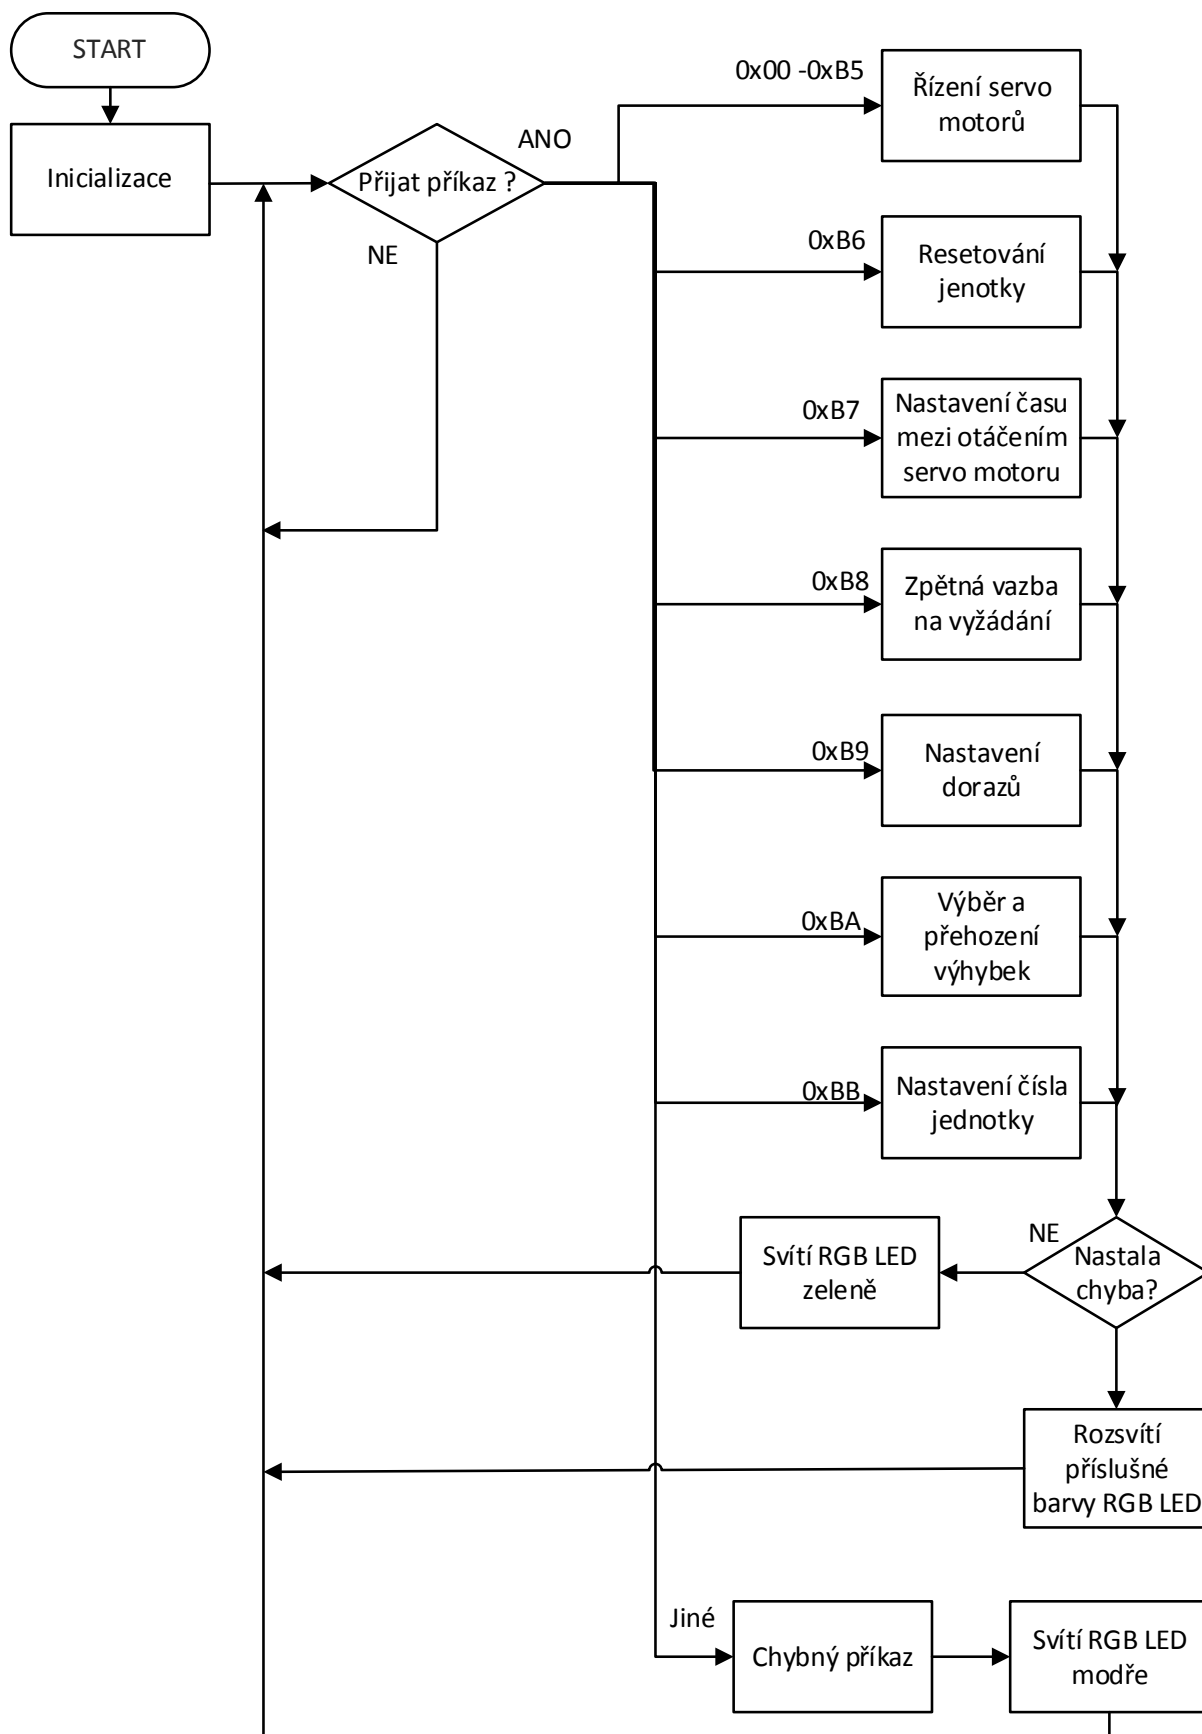 START
Inicializace
Přijat příkaz ?
ANO
NE
0x00 -0xB5
Řízení servo
motorů
0xB6
Resetování
jenotky
0xB7
Nastavení času
mezi otáčením
servo motoru
0xB8
Zpětná vazba
na vyžádání
0xB9
Nastavení
dorazů
0xBA
Výběr a
přehození
výhybek
0xBB
Nastavení čísla
jednotky
Nastala
chyba?
NE
Svítí RGB LED
zeleně
Rozsvítí
příslušné
barvy RGB LED
Jiné
Chybný příkaz
Svítí RGB LED
modře